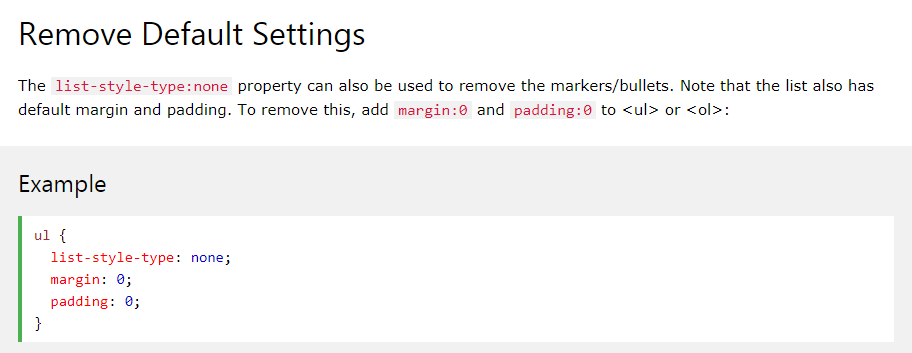 Remove Default Settings
The list-style-type:none property can also be used to remove the markers/bullets. Note that the list also has
default margin and padding. To remove this, add margin:0 and padding:0 to <ul> or <ol>:
Example
ul {
  list-style-type: none;
  margin: 0;
  padding: 0;
}